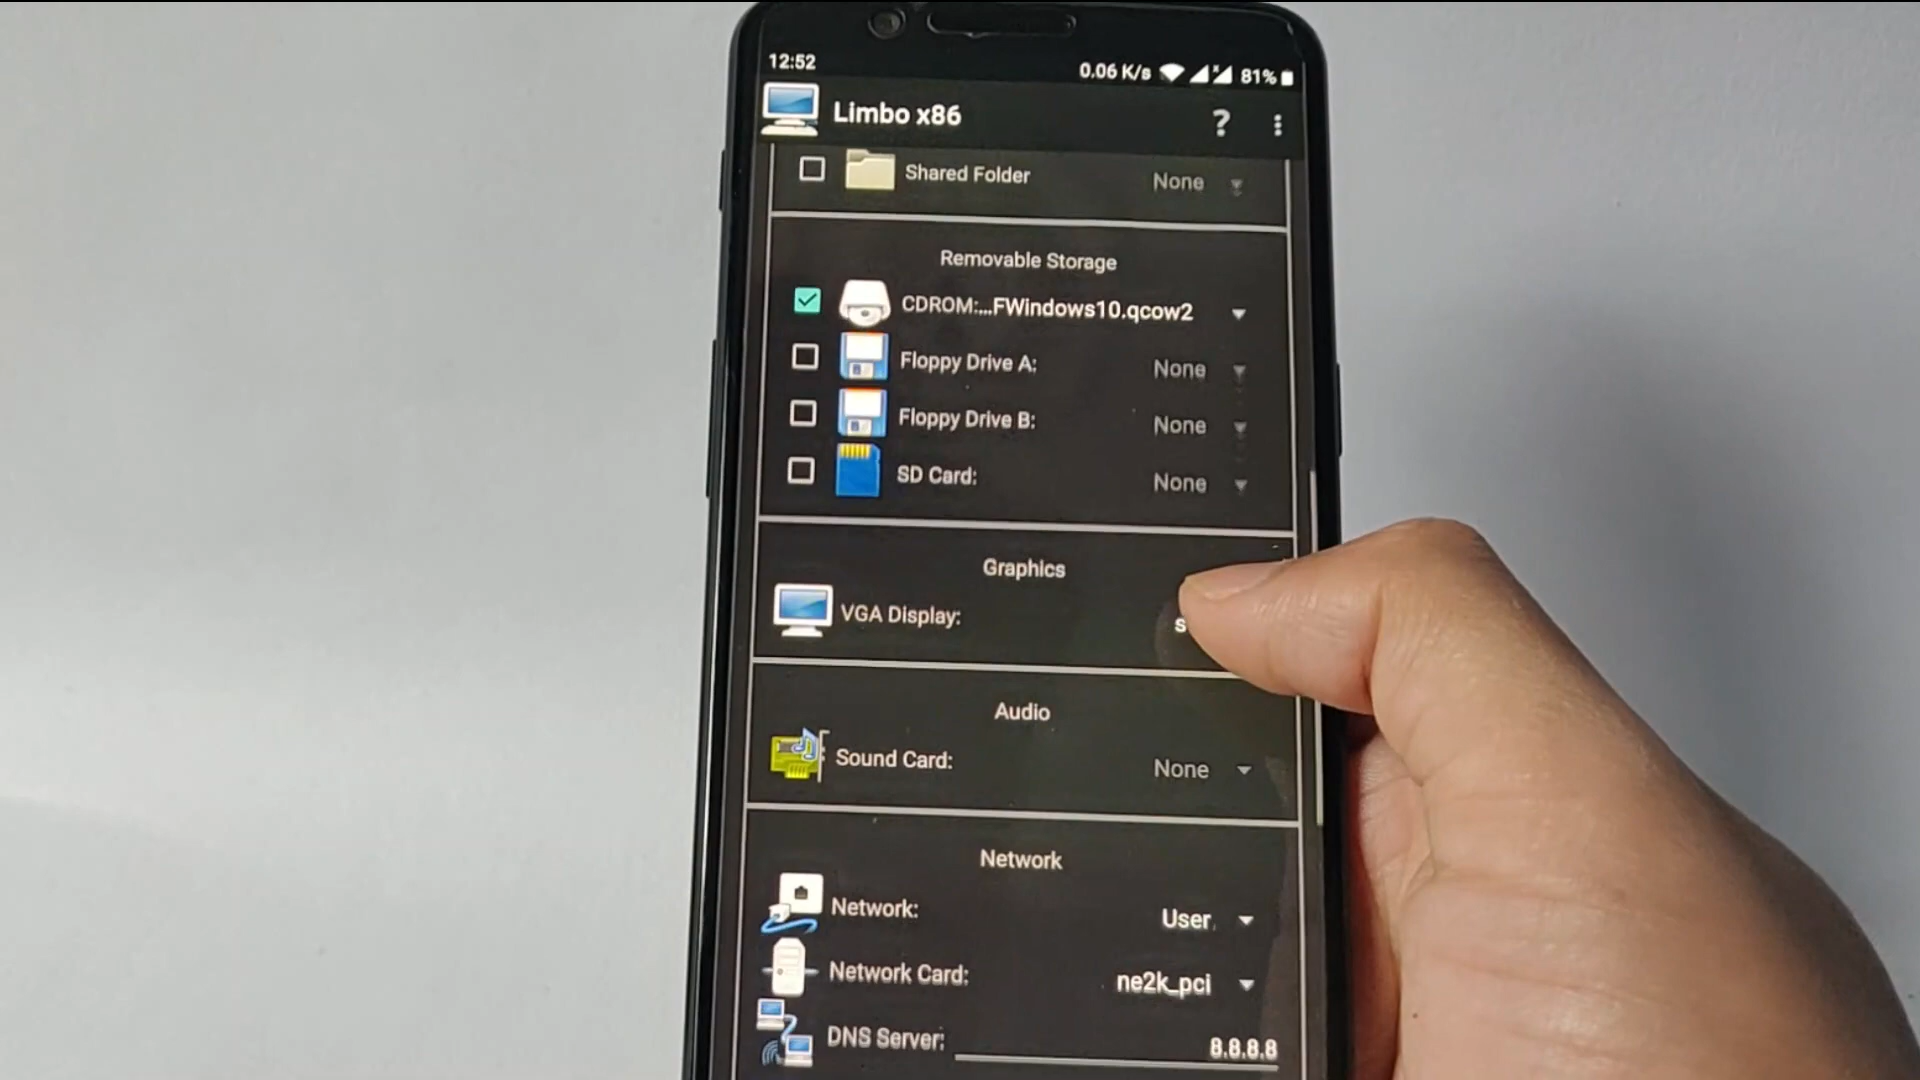 12:52 0.06 K/s 81%
Limbo x86 ?
Shared Folder None
Removable Storage
CDROM:...FWindows10.qcow2
Floppy Drive A: None
Floppy Drive B: None
SD Card: None
Graphics
VGA Display:
Audio
Sound Card: None
Network
Network: User
Network Card: ne2k_pci
DNS Server: 8.8.8.8